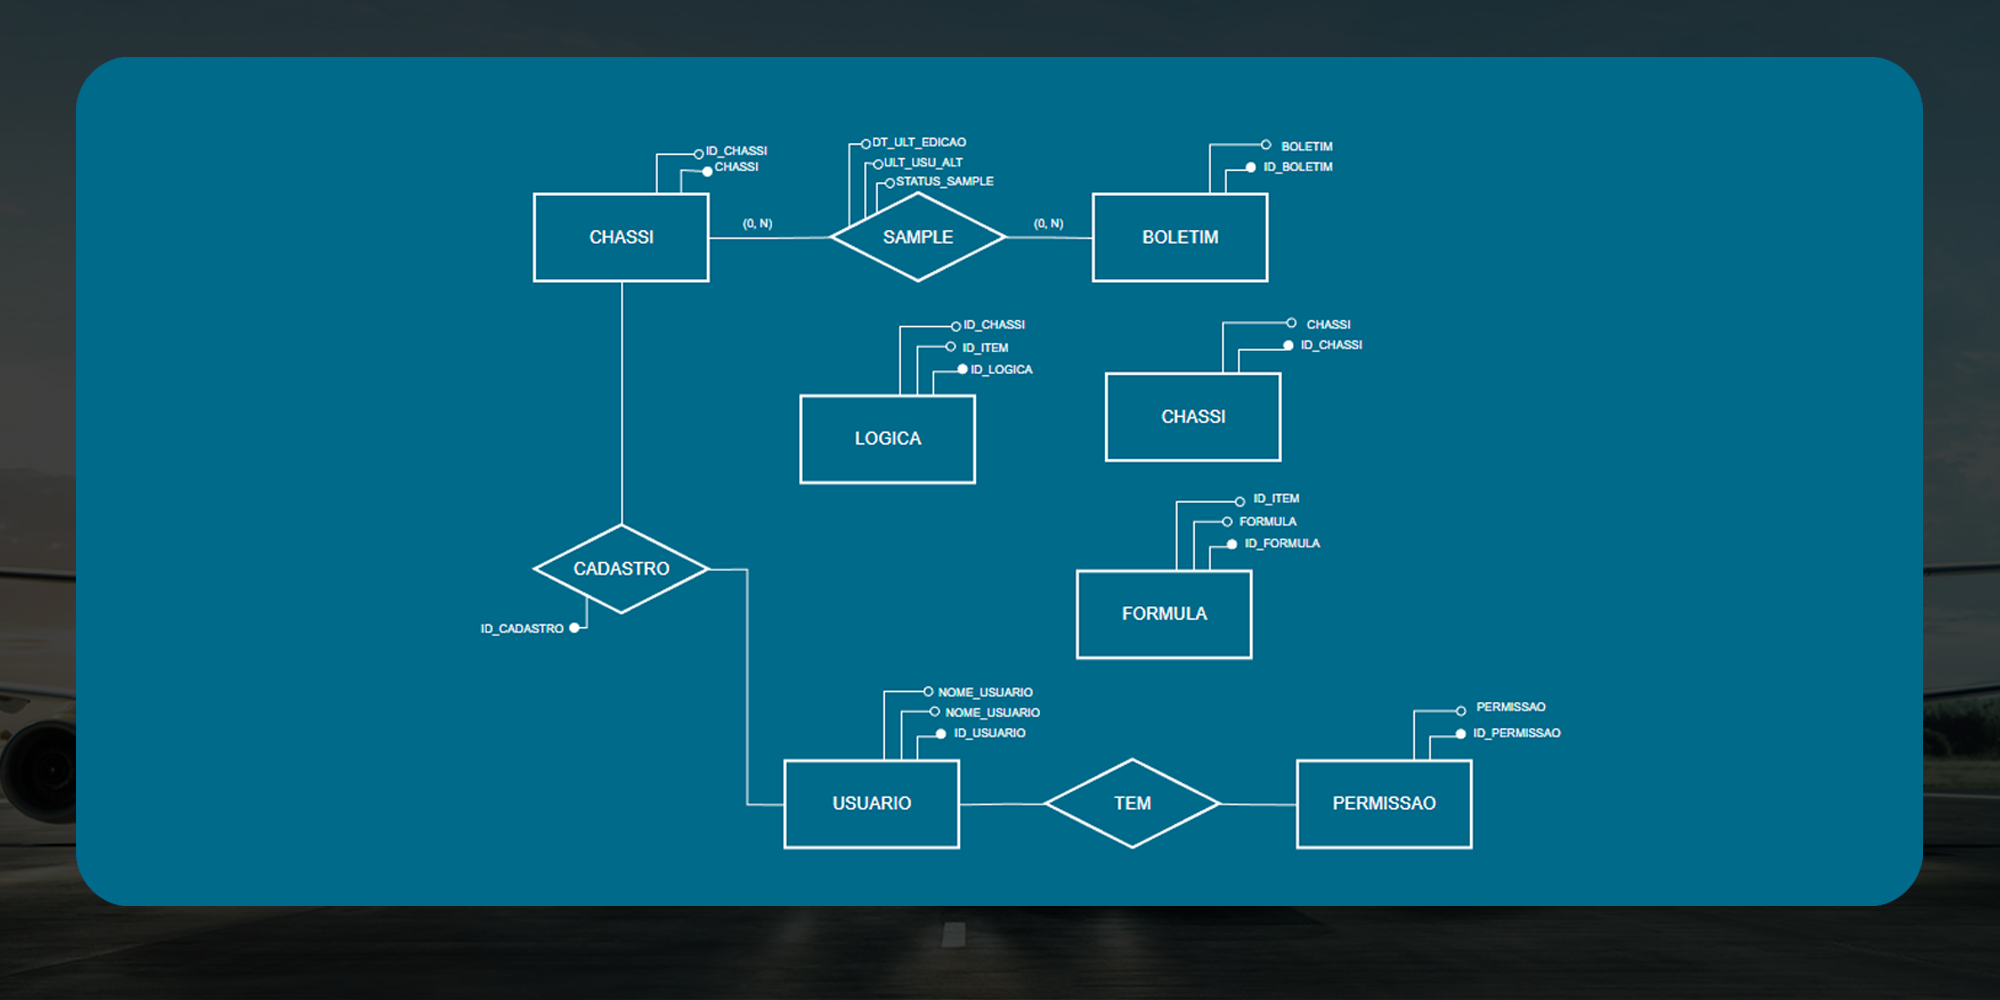 DT_ULT_EDICAO
BOLETIM
ID_CHASSI
ULT_USU_ALT
CHASSI
ID_BOLETIM
STATUS_SAMPLE
(0, N)
(0, N)
CHASSI
SAMPLE
BOLETIM
ID_CHASSI
CHASSI
ID_ITEM
ID_CHASSI
ID_LOGICA
CHASSI
LOGICA
ID_ITEM
FORMULA
ID_FORMULA
CADASTRO
FORMULA
ID_CADASTRO
NOME_USUARIO
PERMISSAO
NOME_USUARIO
ID_USUARIO
ID_PERMISSAO
USUARIO
TEM
PERMISSAO